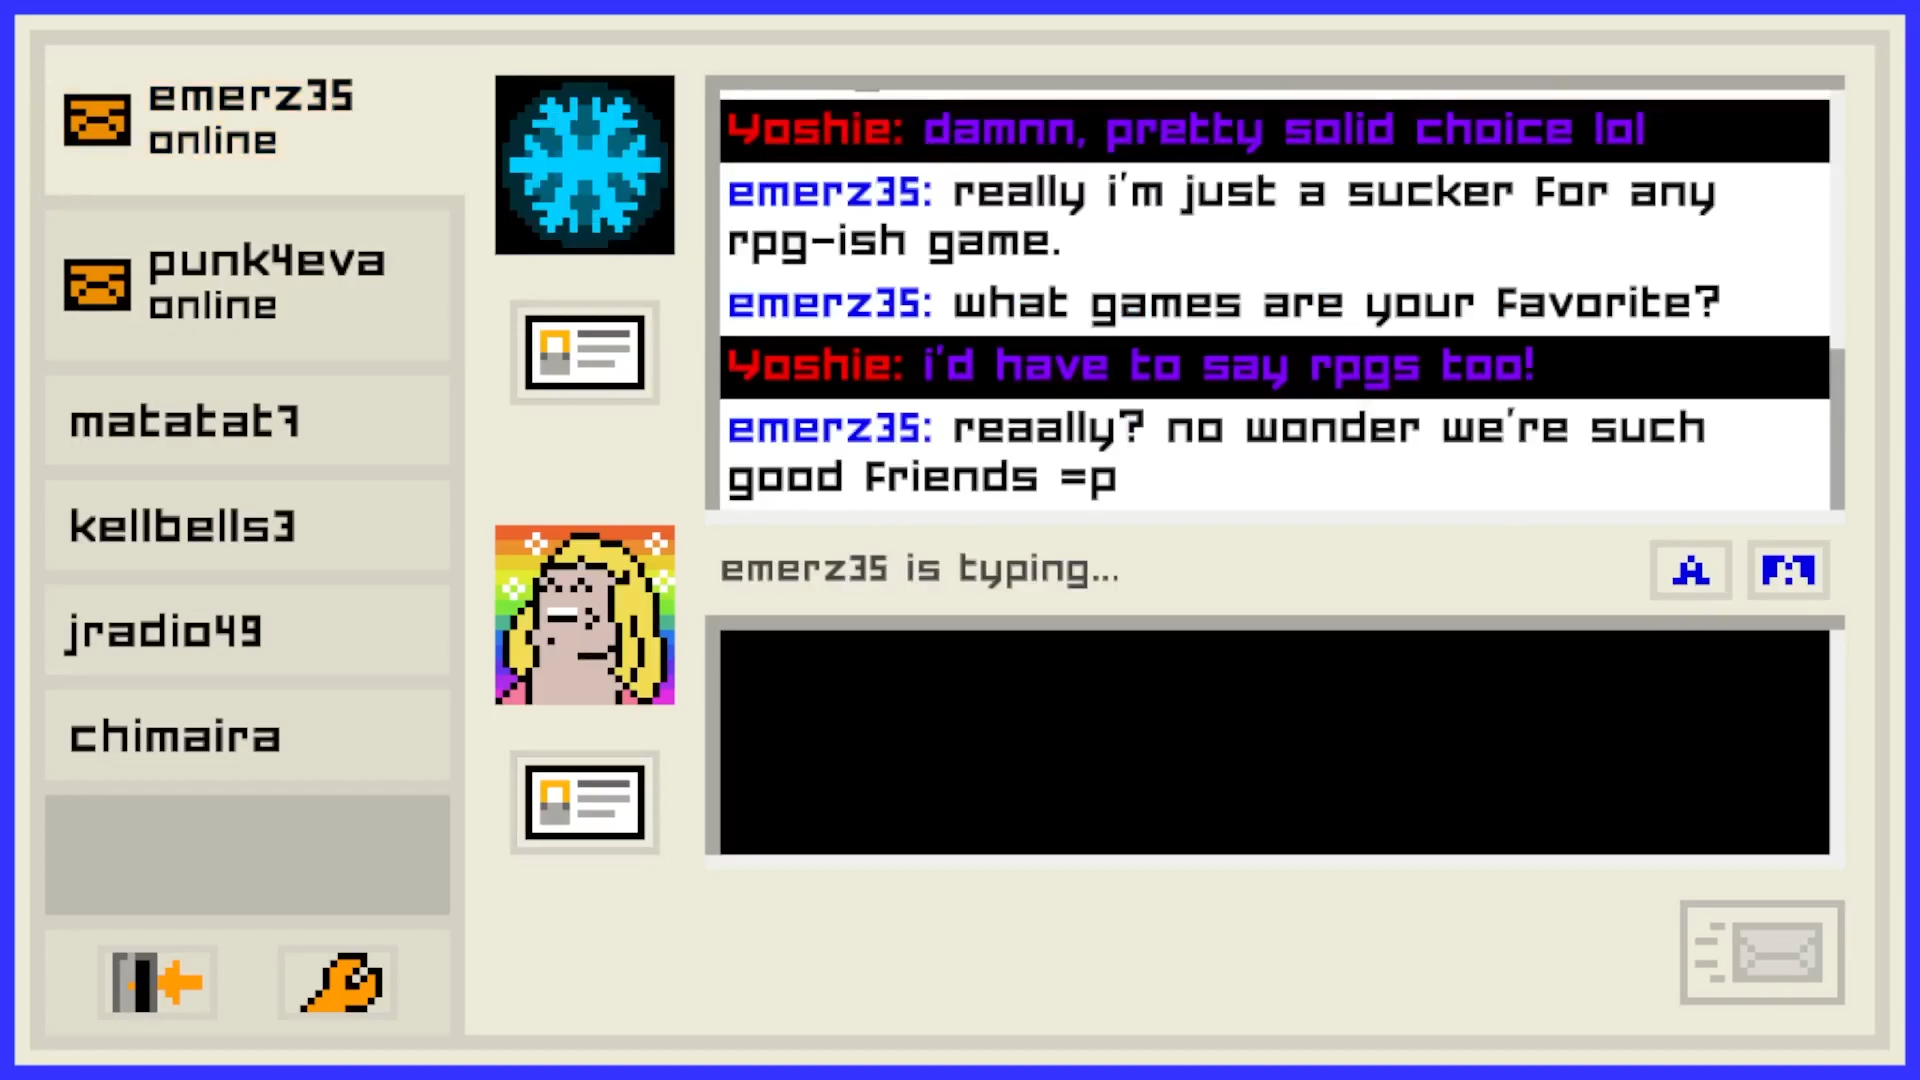 emerz35
online
punk4eva
online
matatat7
kellbells3
jradio49
chimaira
Yoshie: damnn, pretty solid choice lol
emerz35: really i'm just a sucker for any
rpg-ish game.
emerz35: what games are your favorite?
Yoshie: i'd have to say rpgs too!
emerz35: reaally? no wonder we're such
good friends =p
emerz35 is typing...
A